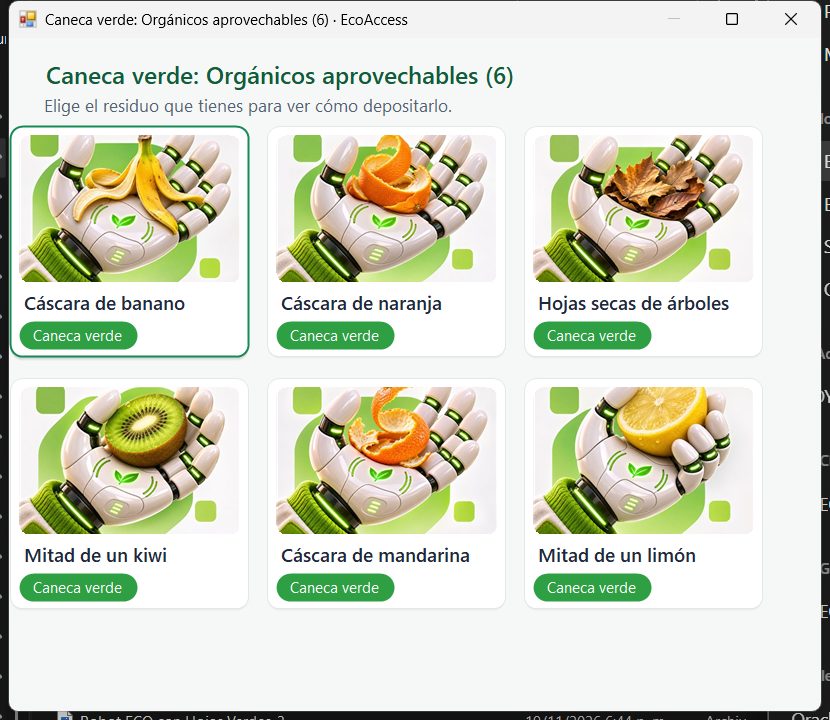 Caneca verde: Orgánicos aprovechables (6) · EcoAccess
Caneca verde: Orgánicos aprovechables (6)
Elige el residuo que tienes para ver cómo depositarlo.
Cáscara de banano
Caneca verde
Cáscara de naranja
Caneca verde
Hojas secas de árboles
Caneca verde
Mitad de un kiwi
Caneca verde
Cáscara de mandarina
Caneca verde
Mitad de un limón
Caneca verde